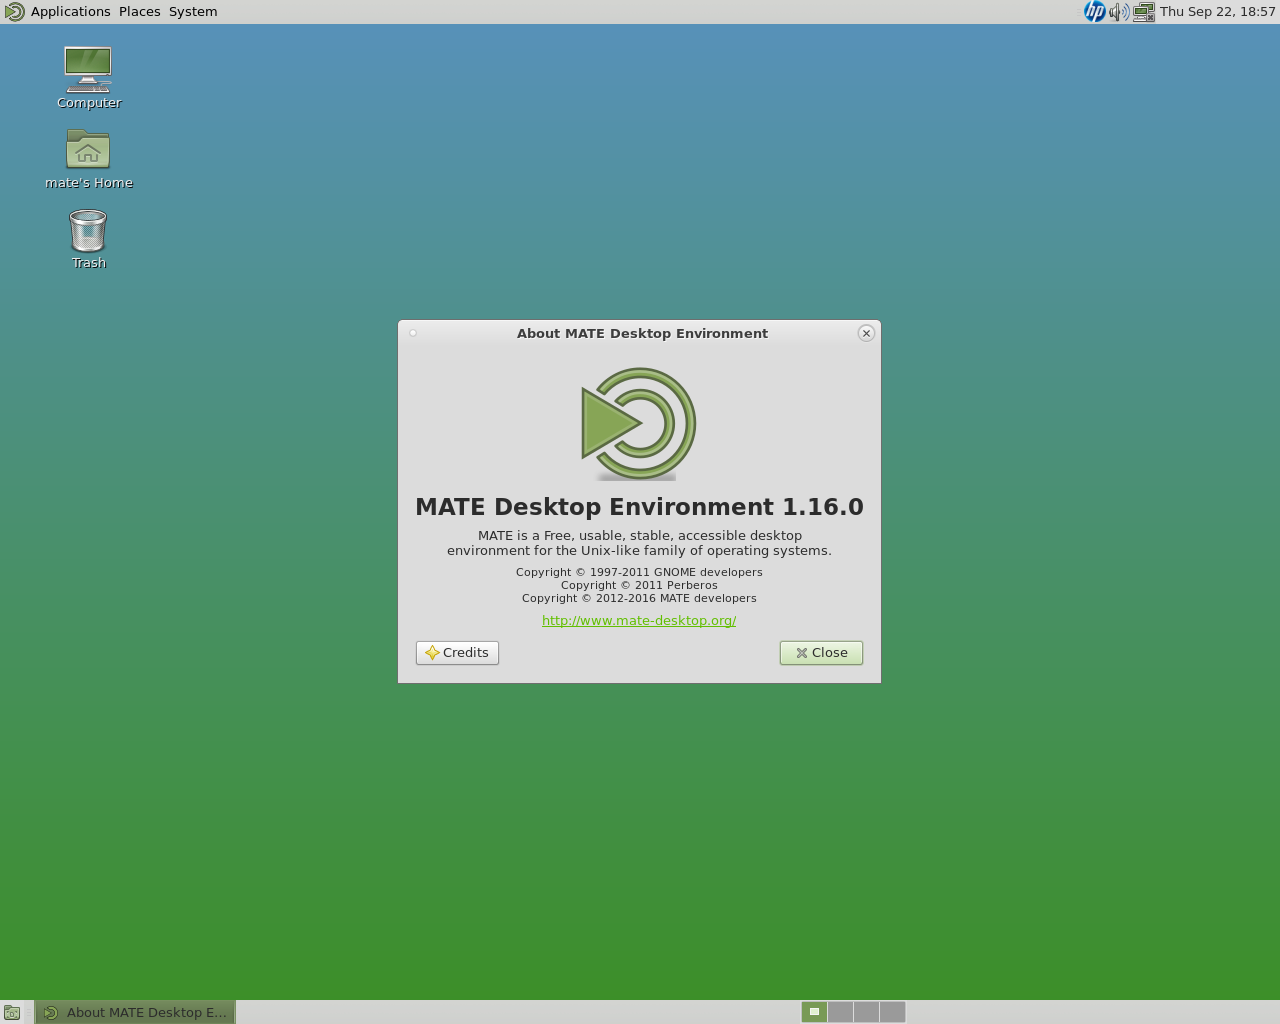 Applications Places System
hp
Thu Sep 22, 18:57
Computer
mate's Home
Trash
About MATE Desktop Environment
MATE Desktop Environment 1.16.0
MATE is a Free, usable, stable, accessible desktop
environment for the Unix-like family of operating systems.
Copyright © 1997-2011 GNOME developers
Copyright © 2011 Perberos
Copyright © 2012-2016 MATE developers
http://www.mate-desktop.org/
Credits
Close
About MATE Desktop E...